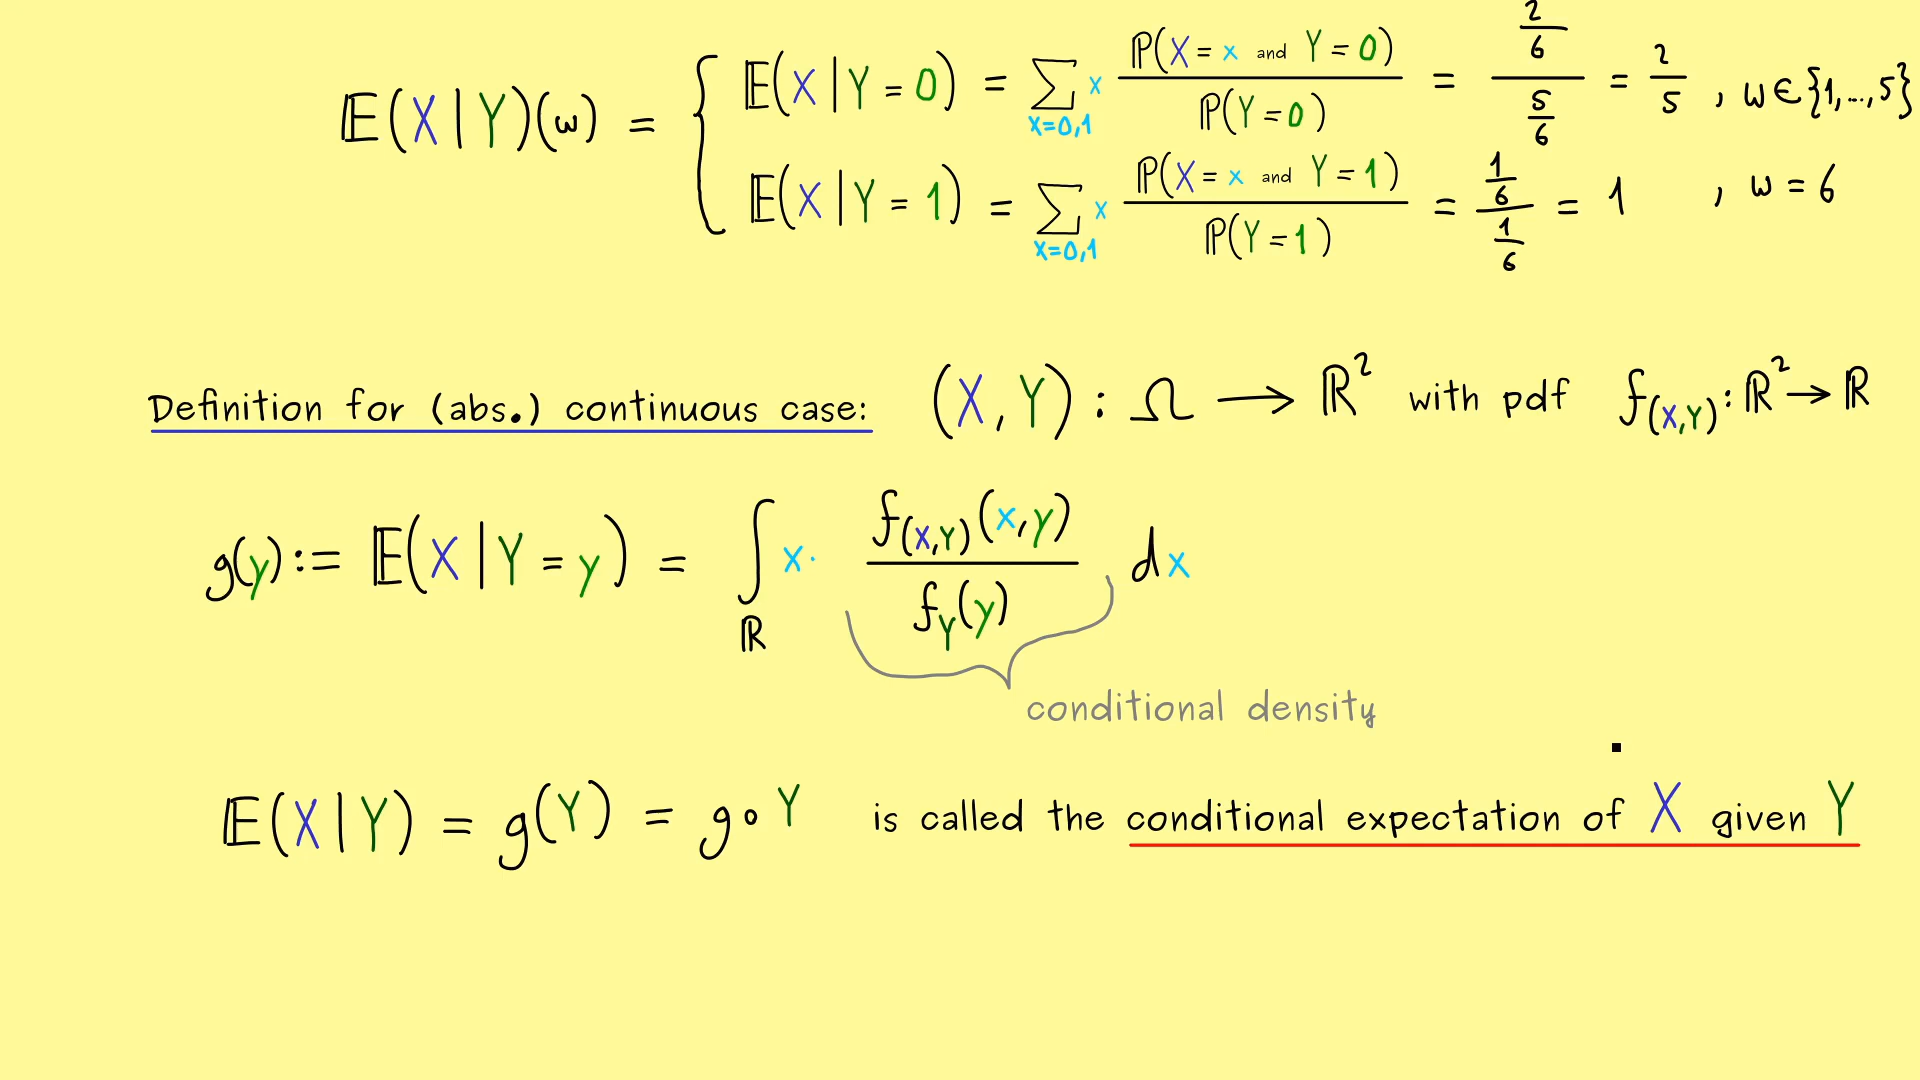 𝔼(X|Y)(ω) = { 𝔼(X|Y=0) = ∑_{x=0,1} x ℙ(X=x and Y=0) / ℙ(Y=0) = (2/6)/(5/6) = 2/5 , ω∈{1,...,5}
𝔼(X|Y=1) = ∑_{x=0,1} x ℙ(X=x and Y=1) / ℙ(Y=1) = (1/6)/(1/6) = 1 , ω = 6
Definition for (abs.) continuous case: (X,Y): Ω → ℝ² with pdf f_{(X,Y)}: ℝ² → ℝ
g(y) := 𝔼(X|Y=y) = ∫_ℝ x · f_{(X,Y)}(x,y) / f_Y(y) dx
conditional density
𝔼(X|Y) = g(Y) = g∘Y is called the conditional expectation of X given Y